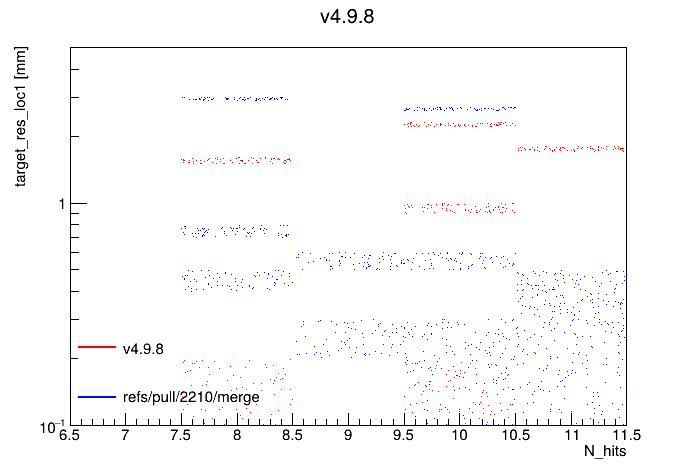 v4.9.8
target_res_loc1 [mm]
1
10⁻¹
v4.9.8
refs/pull/2210/merge
6.5 7 7.5 8 8.5 9 9.5 10 10.5 11 11.5
N_hits